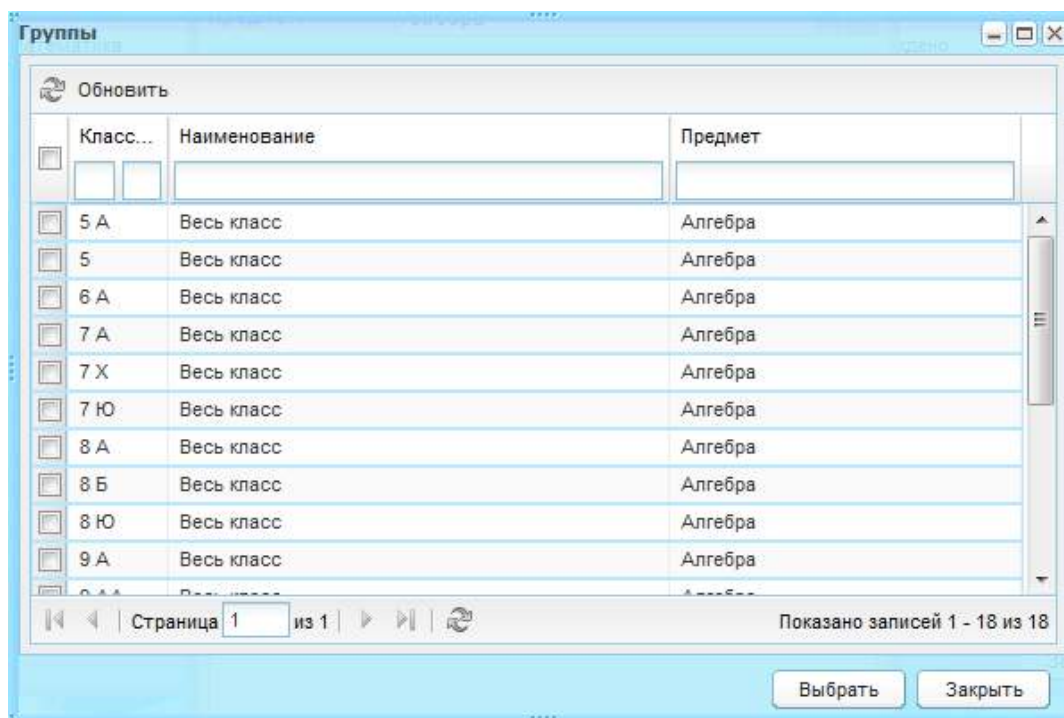 Группы
Обновить
Класс... Наименование Предмет
5 А Весь класс Алгебра
5 Весь класс Алгебра
6 А Весь класс Алгебра
7 А Весь класс Алгебра
7 Х Весь класс Алгебра
7 Ю Весь класс Алгебра
8 А Весь класс Алгебра
8 Б Весь класс Алгебра
8 Ю Весь класс Алгебра
9 А Весь класс Алгебра
Страница 1 из 1 Показано записей 1 - 18 из 18
Выбрать Закрыть